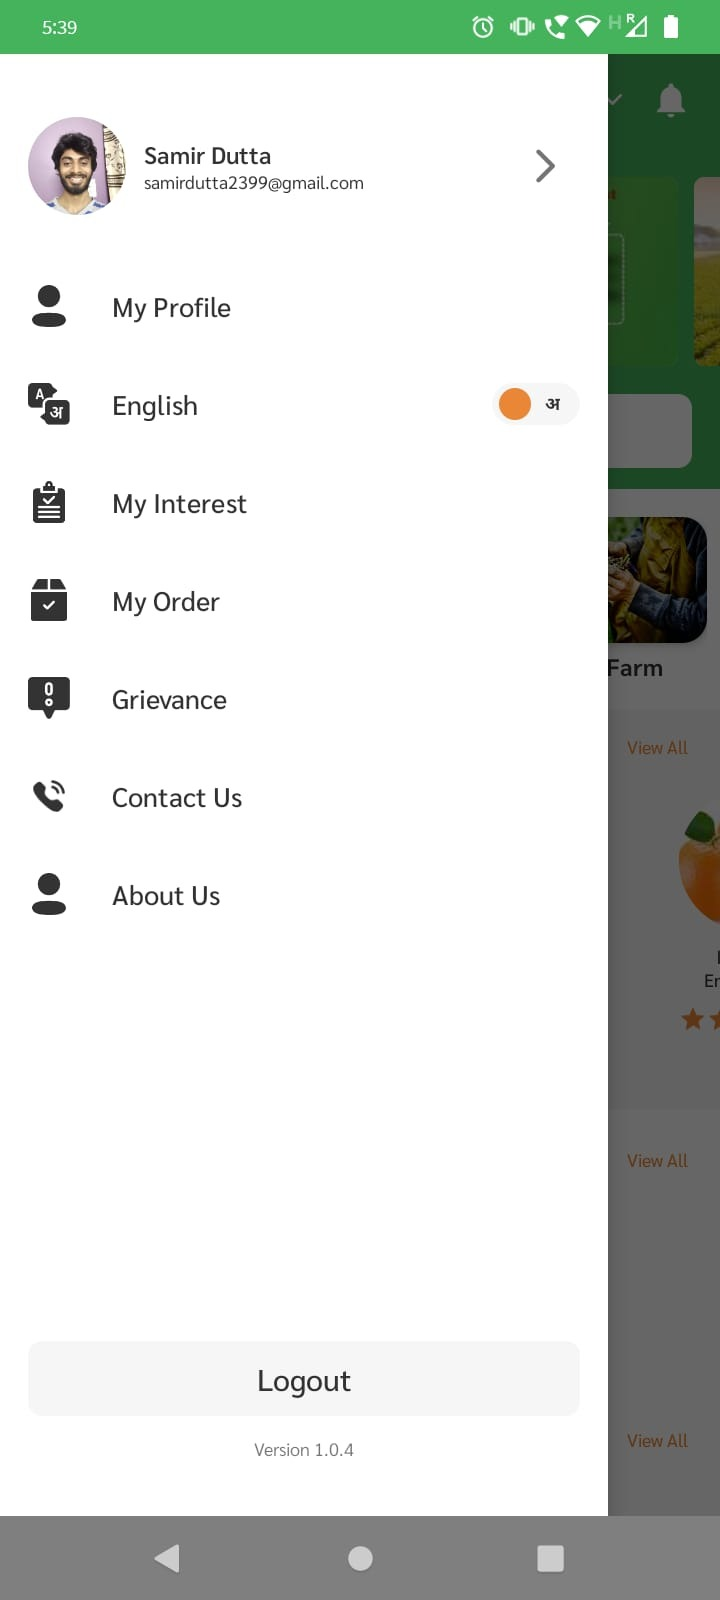 5:39
H R
Samir Dutta
samirdutta2399@gmail.com
My Profile
A अ
English
अ
My Interest
My Order
Grievance
Contact Us
About Us
Farm
View All
View All
View All
Logout
Version 1.0.4